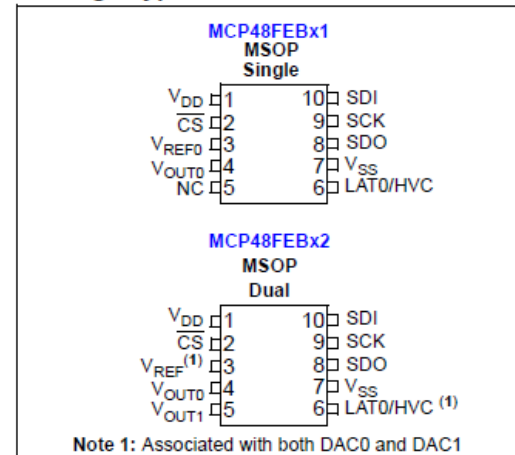 MCP48FEBx1
MSOP
Single
VDD 1 10 SDI
CS 2 9 SCK
VREF0 3 8 SDO
VOUT0 4 7 VSS
NC 5 6 LAT0/HVC
MCP48FEBx2
MSOP
Dual
VDD 1 10 SDI
CS 2 9 SCK
VREF(1) 3 8 SDO
VOUT0 4 7 VSS
VOUT1 5 6 LAT0/HVC (1)
Note 1: Associated with both DAC0 and DAC1